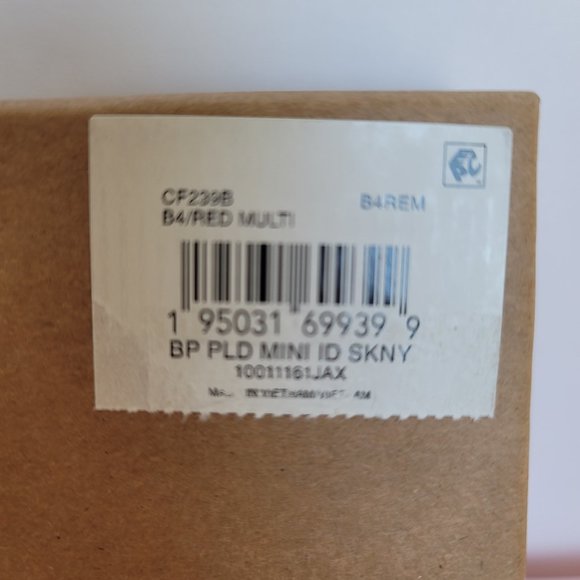 CF239B B4REM
B4/RED MULTI
1 95031 69939 9
BP PLD MINI ID SKNY
10011161JAX